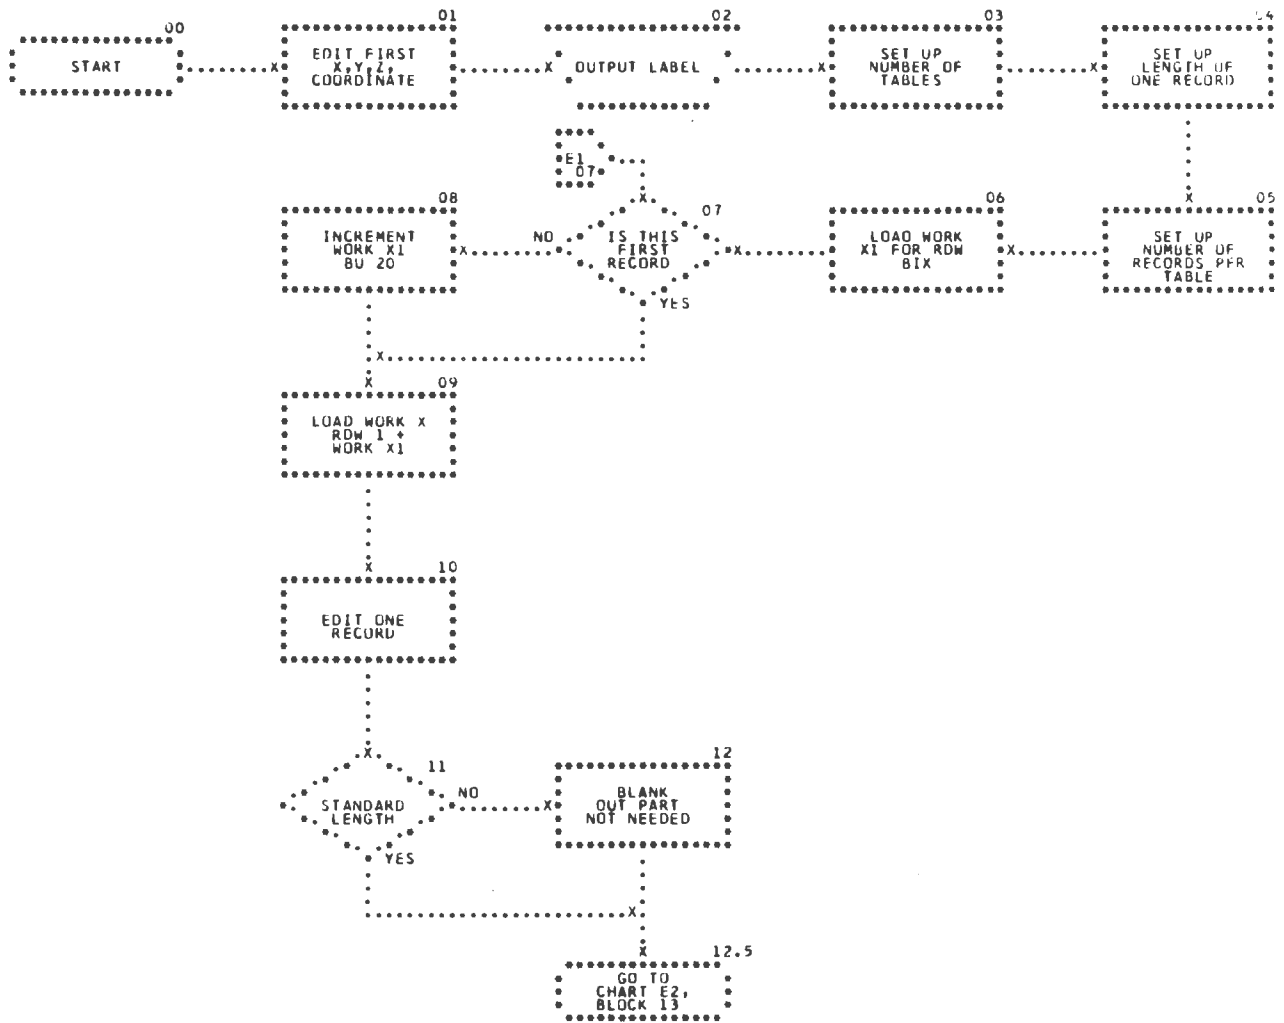 00
START
01
EDIT FIRST
X,Y,Z,
COORDINATE
02
OUTPUT LABEL
03
SET UP
NUMBER OF
TABLES
04
SET UP
LENGTH OF
ONE RECORD
E1
07
08
INCREMENT
WORK X1
BU 20
NO
07
IS THIS
FIRST
RECORD
YES
06
LOAD WORK
X1 FOR RDW
BIX
05
SET UP
NUMBER OF
RECORDS PER
TABLE
09
LOAD WORK X
RDW 1 +
WORK X1
10
EDIT ONE
RECORD
11
STANDARD
LENGTH
NO
YES
12
BLANK
OUT PART
NOT NEEDED
12.5
GO TO
CHART E2,
BLOCK 13